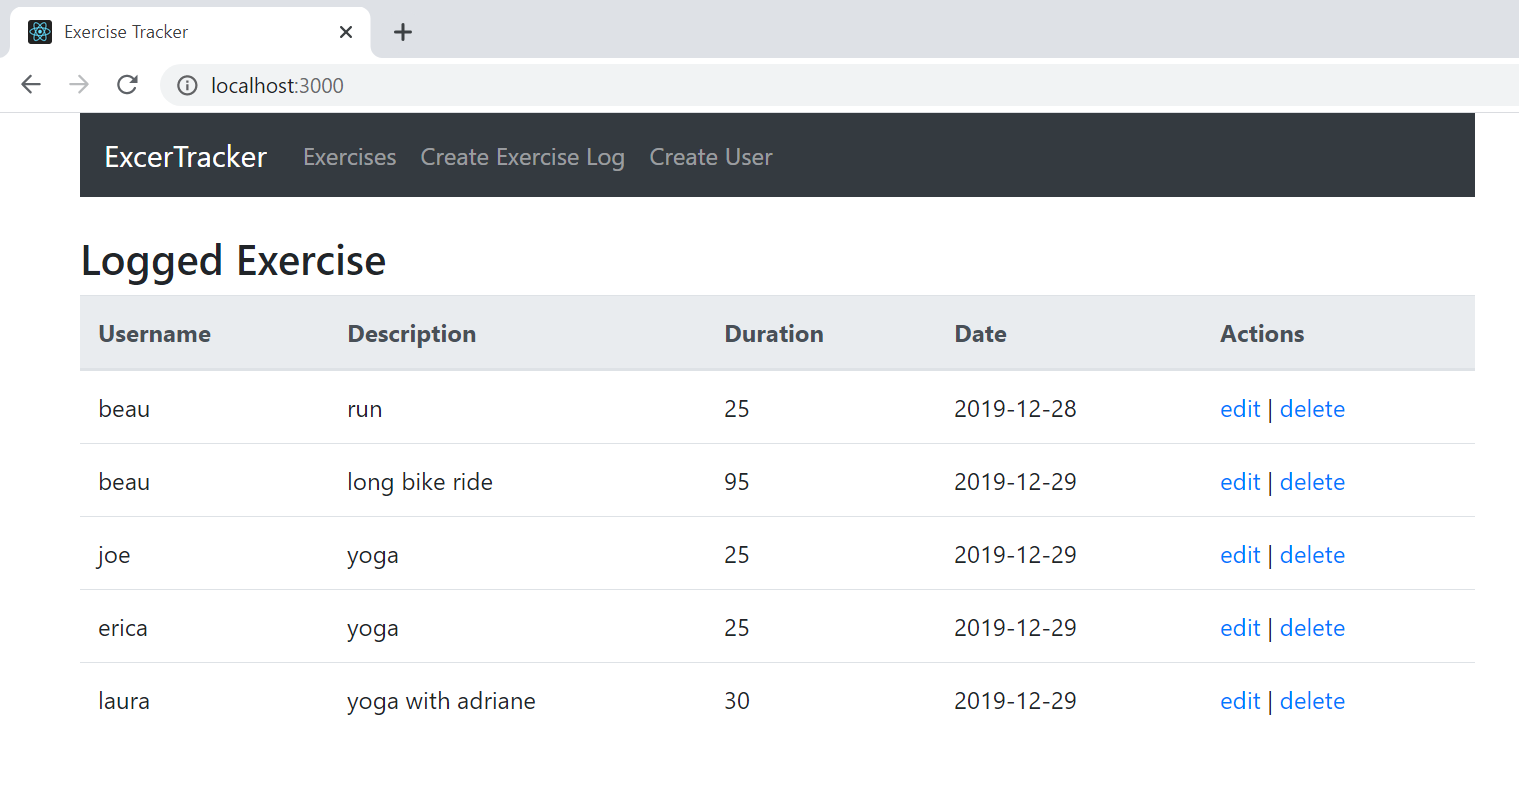 Exercise Tracker
localhost:3000
ExcerTracker Exercises Create Exercise Log Create User
Logged Exercise
Username Description Duration Date Actions
beau run 25 2019-12-28 edit | delete
beau long bike ride 95 2019-12-29 edit | delete
joe yoga 25 2019-12-29 edit | delete
erica yoga 25 2019-12-29 edit | delete
laura yoga with adriane 30 2019-12-29 edit | delete